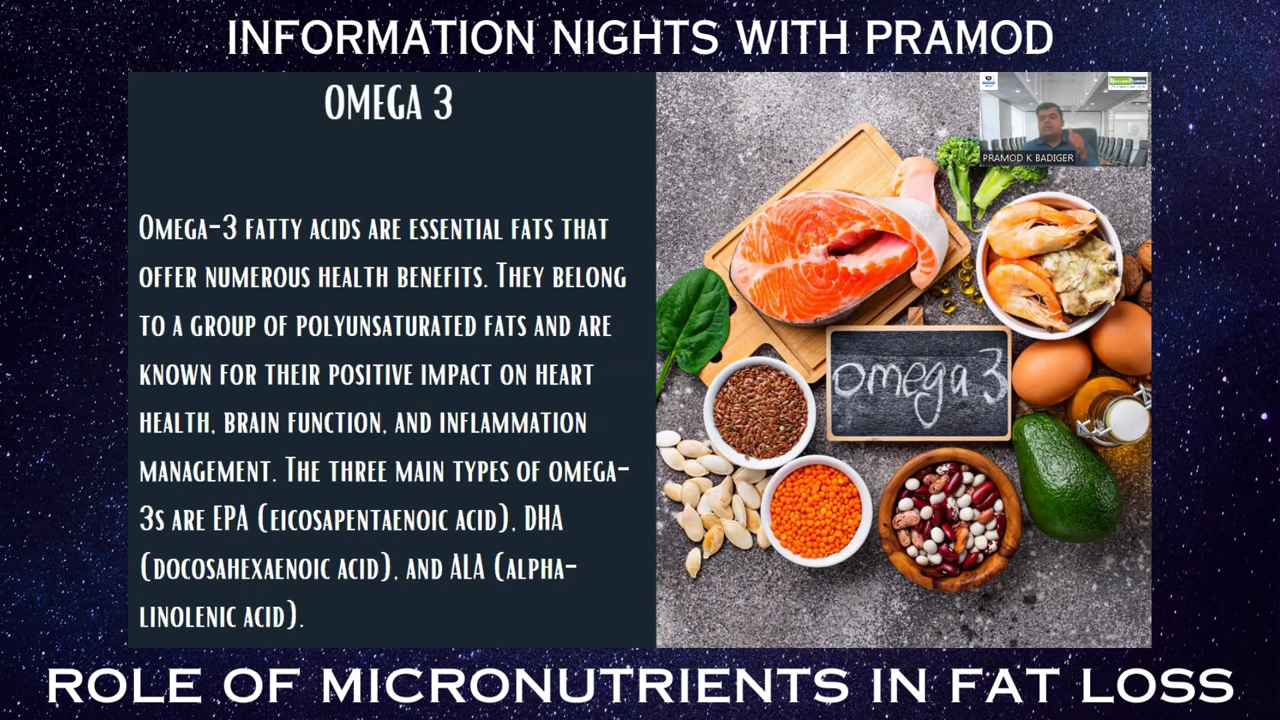 INFORMATION NIGHTS WITH PRAMOD
OMEGA 3
Omega-3 fatty acids are essential fats that
offer numerous health benefits. They belong
to a group of polyunsaturated fats and are
known for their positive impact on heart
health, brain function, and inflammation
management. The three main types of omega-
3s are EPA (eicosapentaenoic acid), DHA
(docosahexaenoic acid), and ALA (alpha-
linolenic acid).
PRAMOD K BADIGER
omega 3
ROLE OF MICRONUTRIENTS IN FAT LOSS